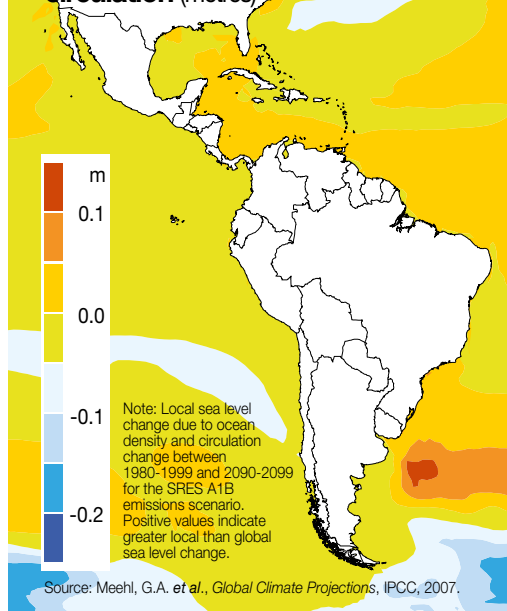 circulation (metres)
m
0.1
0.0
-0.1
-0.2
Note: Local sea level
change due to ocean
density and circulation
change between
1980-1999 and 2090-2099
for the SRES A1B
emissions scenario.
Positive values indicate
greater local than global
sea level change.
Source: Meehl, G.A. et al., Global Climate Projections, IPCC, 2007.